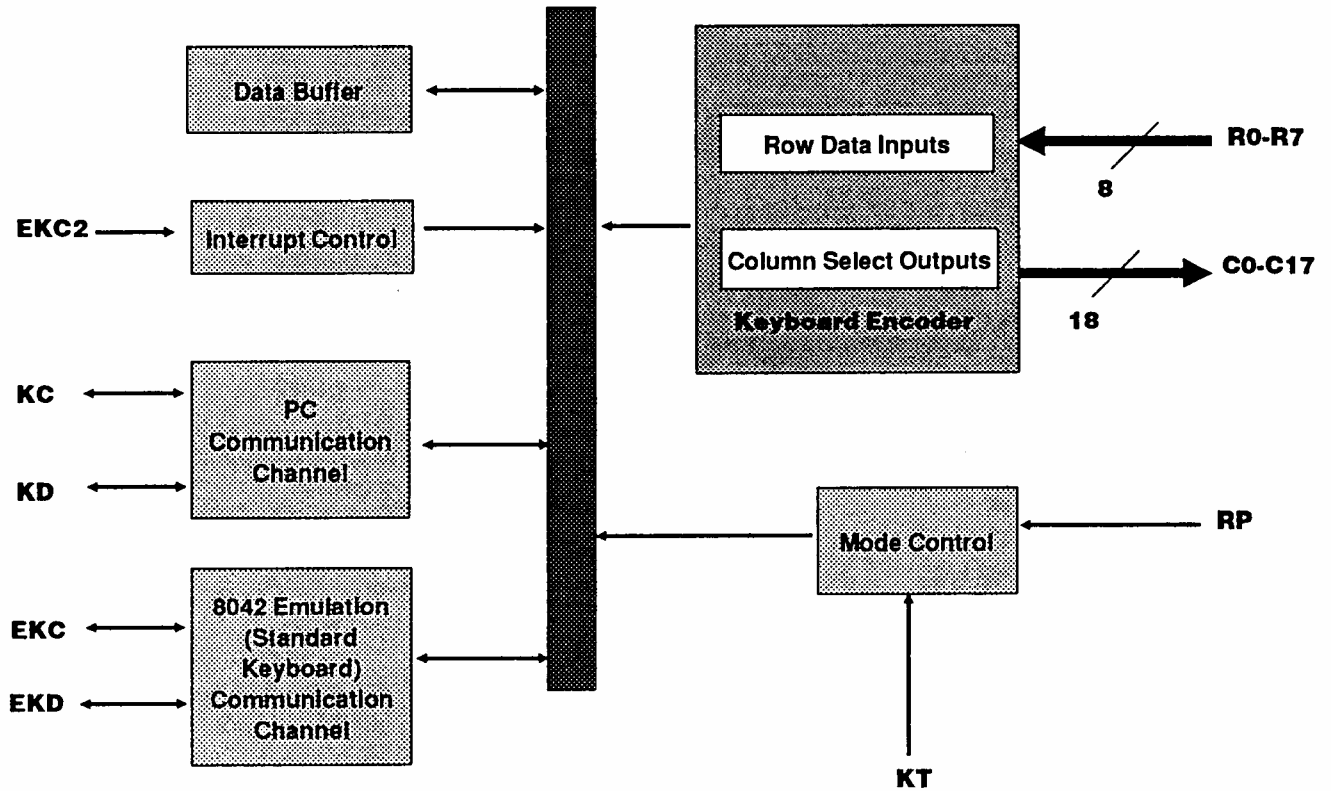 Data Buffer
EKC2
Interrupt Control
KC
KD
PC
Communication
Channel
EKC
EKD
8042 Emulation
(Standard
Keyboard)
Communication
Channel
Row Data Inputs
Column Select Outputs
Keyboard Encoder
R0-R7
8
C0-C17
18
Mode Control
RP
KT